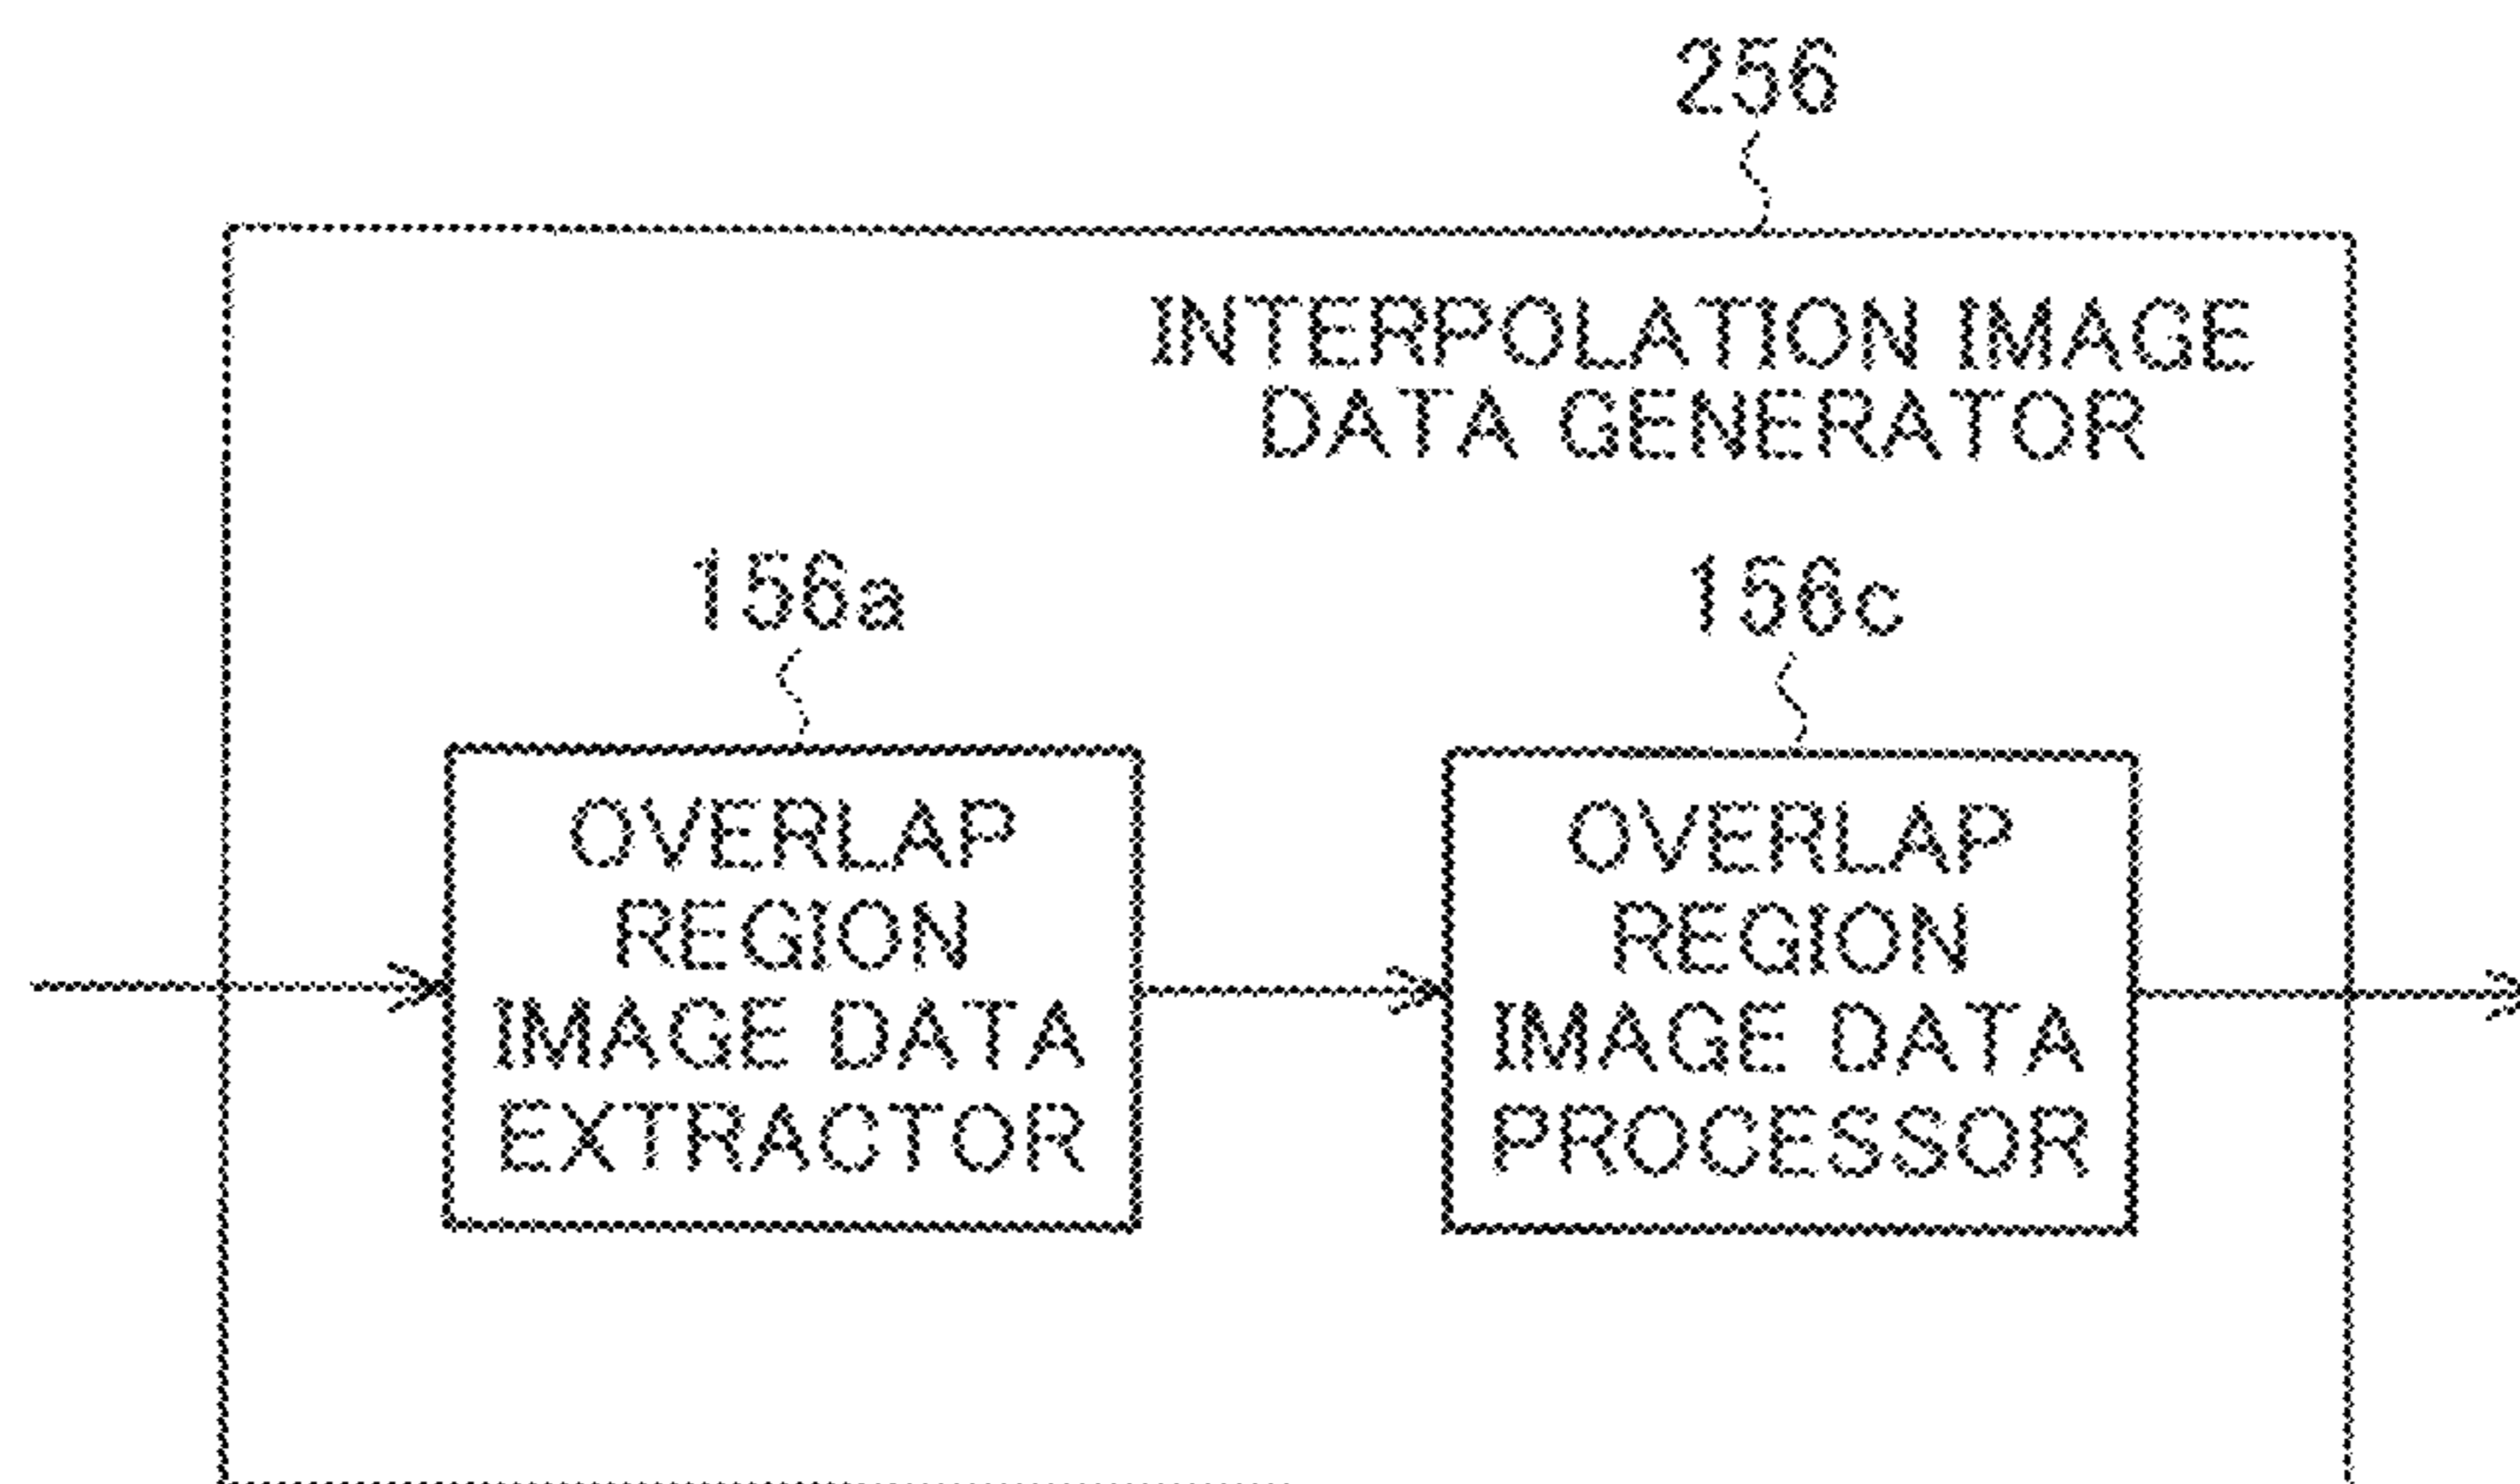 256
INTERPOLATION IMAGE
DATA GENERATOR
156a
156c
OVERLAP
REGION
IMAGE DATA
EXTRACTOR
OVERLAP
REGION
IMAGE DATA
PROCESSOR